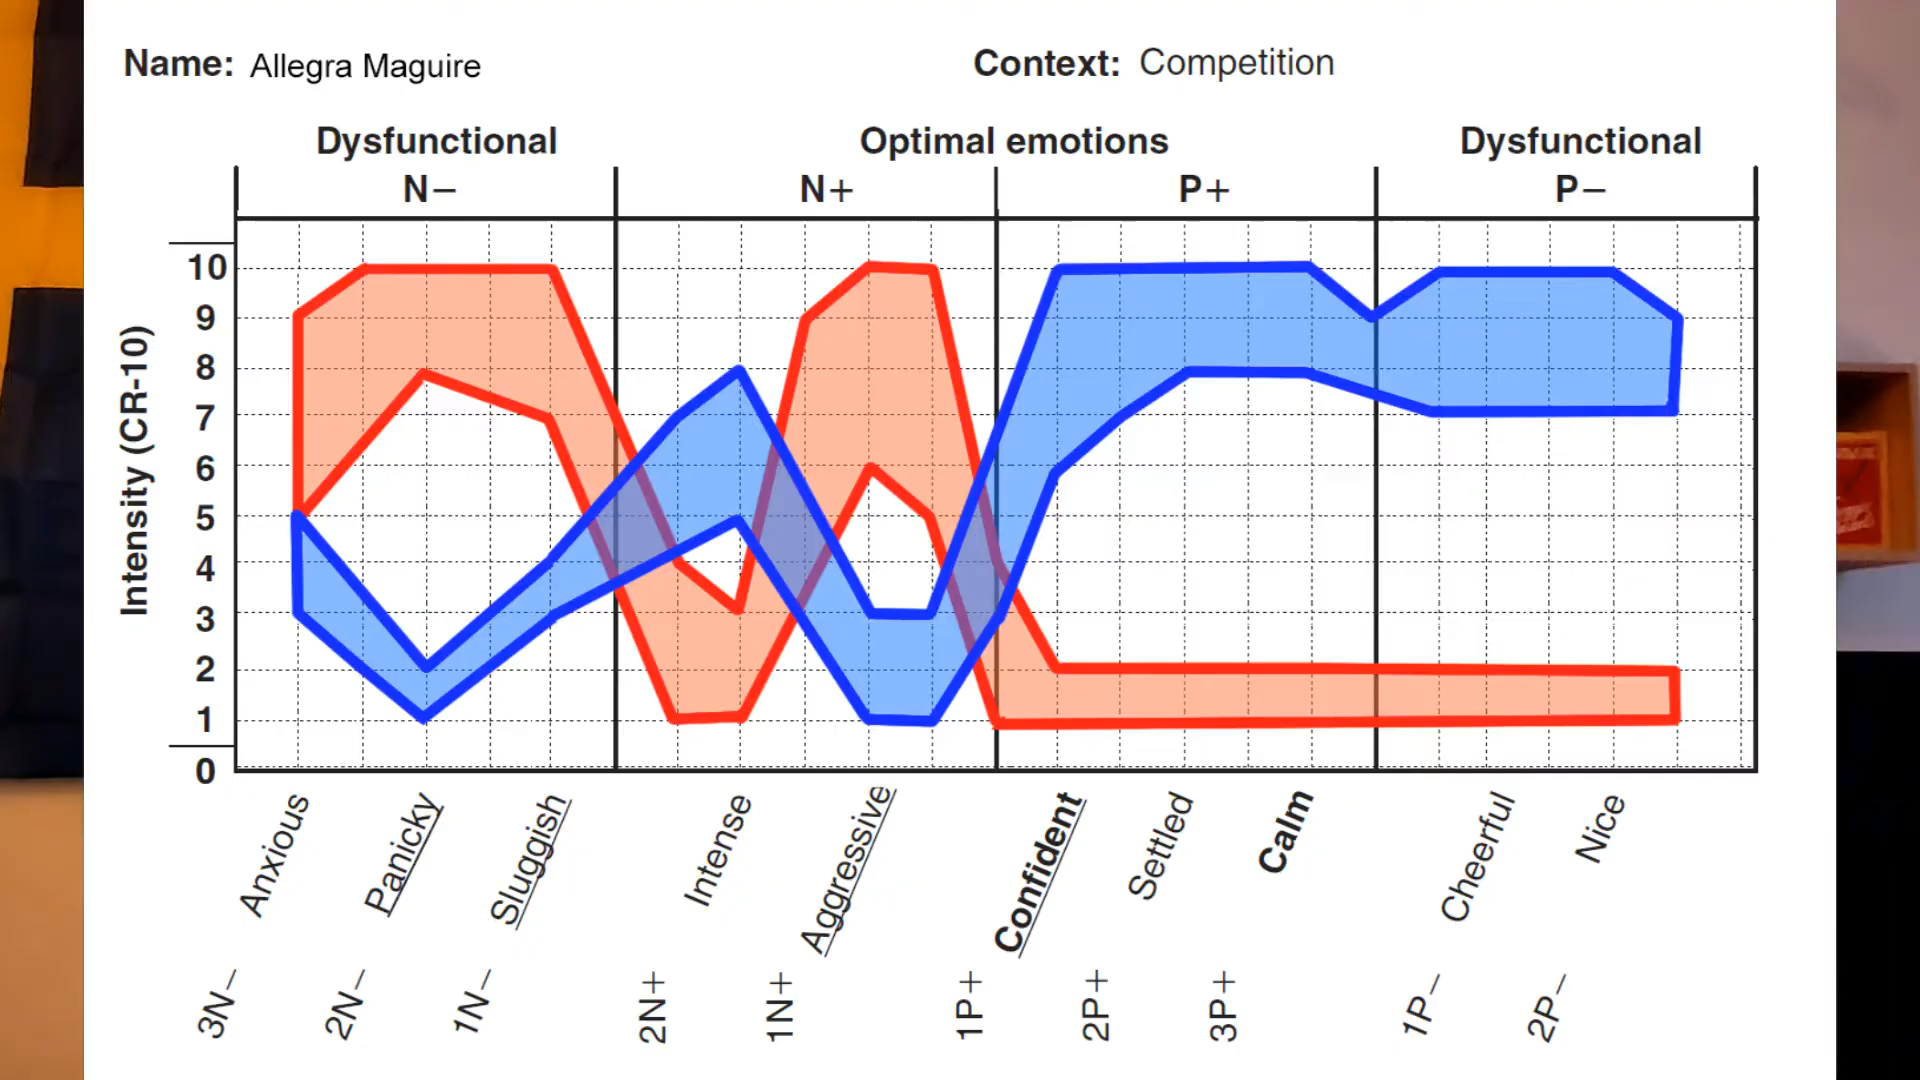 Name: Allegra Maguire
Context: Competition
Dysfunctional
Optimal emotions
Dysfunctional
N−
N+
P+
P−
Intensity (CR-10)
10
9
8
7
6
5
4
3
2
1
0
Anxious
Panicky
Sluggish
Intense
Aggressive
Confident
Settled
Calm
Cheerful
Nice
3N−
2N−
1N−
2N+
1N+
1P+
2P+
3P+
1P−
2P−